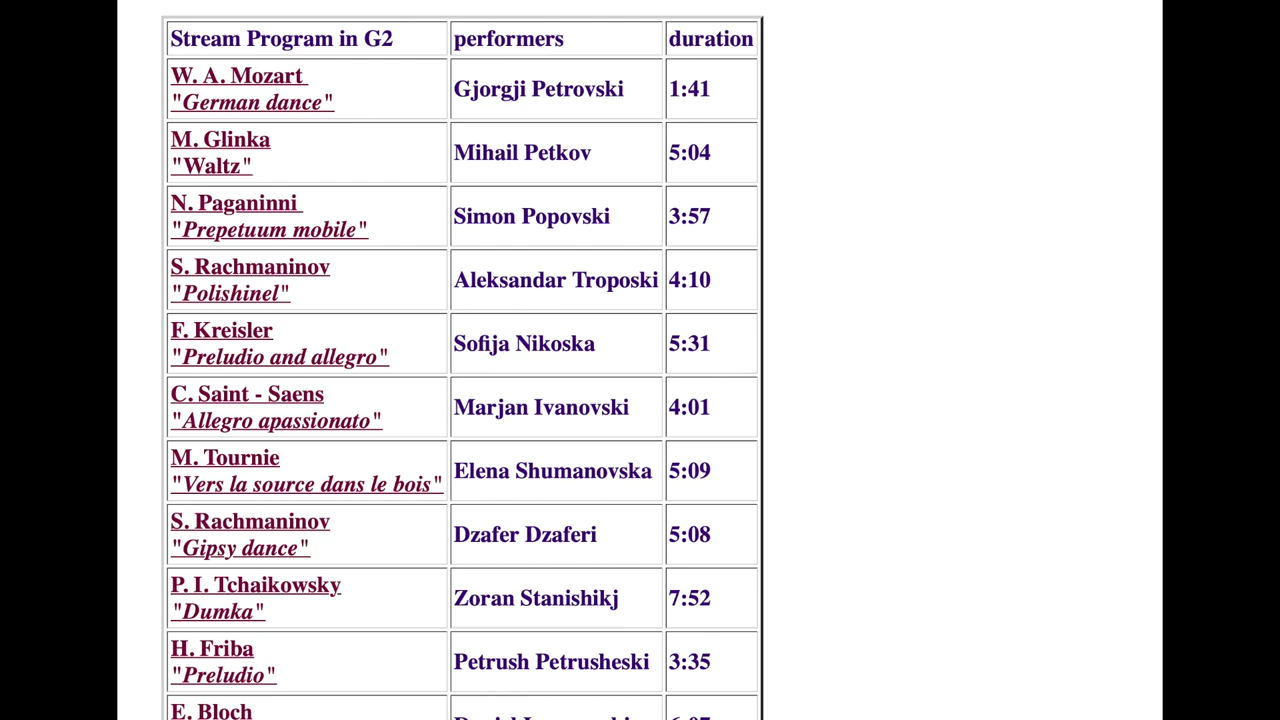 Stream Program in G2 performers duration
W. A. Mozart
"German dance" Gjorgji Petrovski 1:41
M. Glinka
"Waltz" Mihail Petkov 5:04
N. Paganinni
"Prepetuum mobile" Simon Popovski 3:57
S. Rachmaninov
"Polishinel" Aleksandar Troposki 4:10
F. Kreisler
"Preludio and allegro" Sofija Nikoska 5:31
C. Saint - Saens
"Allegro apassionato" Marjan Ivanovski 4:01
M. Tournie
"Vers la source dans le bois" Elena Shumanovska 5:09
S. Rachmaninov
"Gipsy dance" Dzafer Dzaferi 5:08
P. I. Tchaikowsky
"Dumka" Zoran Stanishikj 7:52
H. Friba
"Preludio" Petrush Petrusheski 3:35
E. Bloch